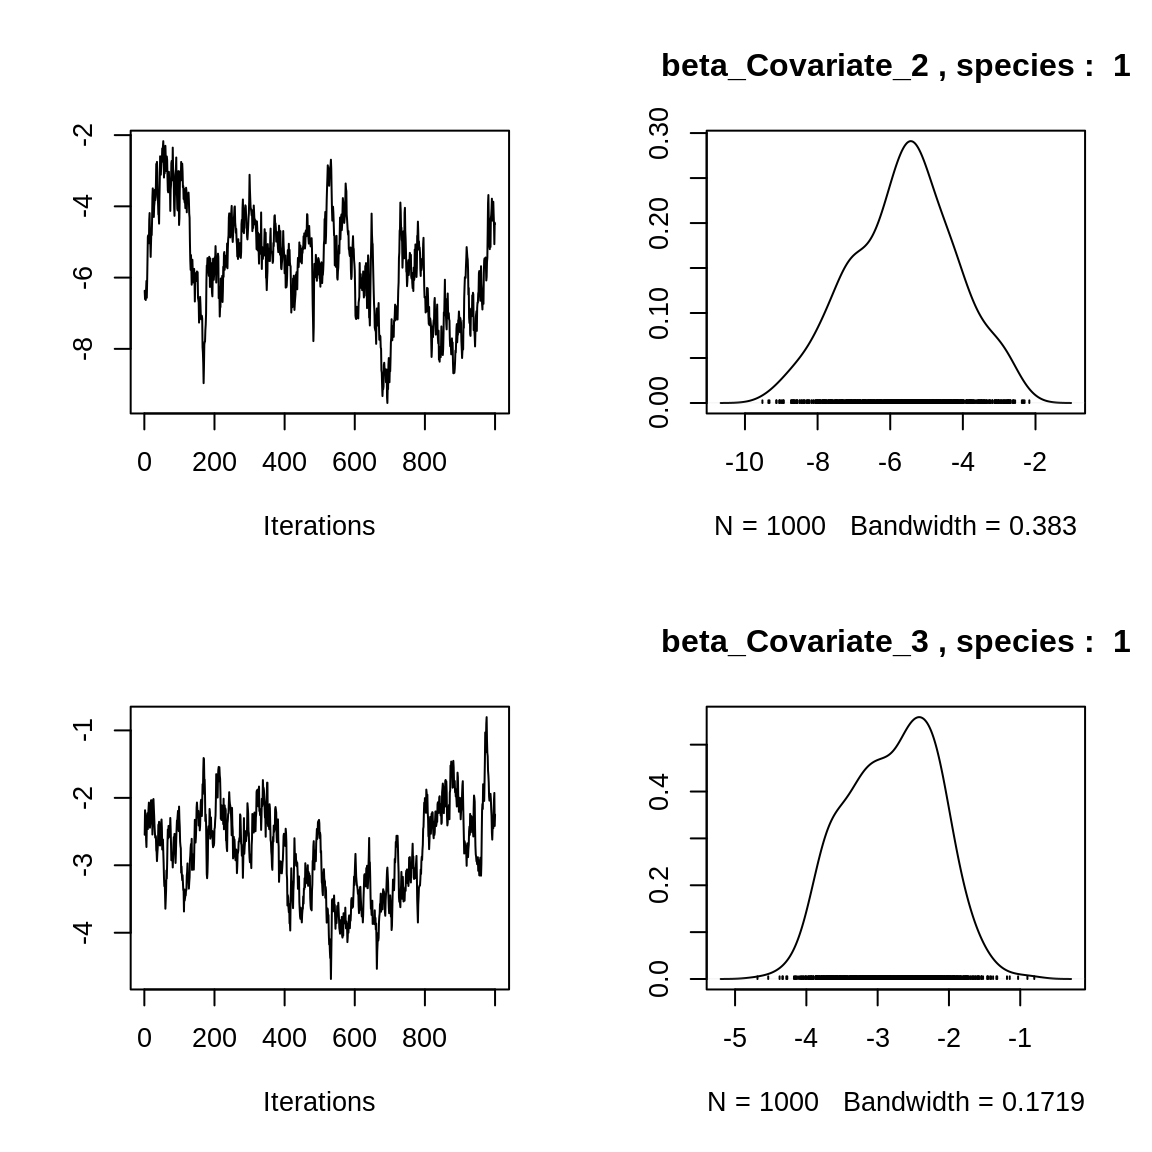 beta_Covariate_2 , species :  1
-2
-4
-6
-8
0 200 400 600 800
Iterations
0.30
0.20
0.10
0.00
-10 -8 -6 -4 -2
N = 1000   Bandwidth = 0.383
beta_Covariate_3 , species :  1
-1
-2
-3
-4
0 200 400 600 800
Iterations
0.4
0.2
0.0
-5 -4 -3 -2 -1
N = 1000   Bandwidth = 0.1719